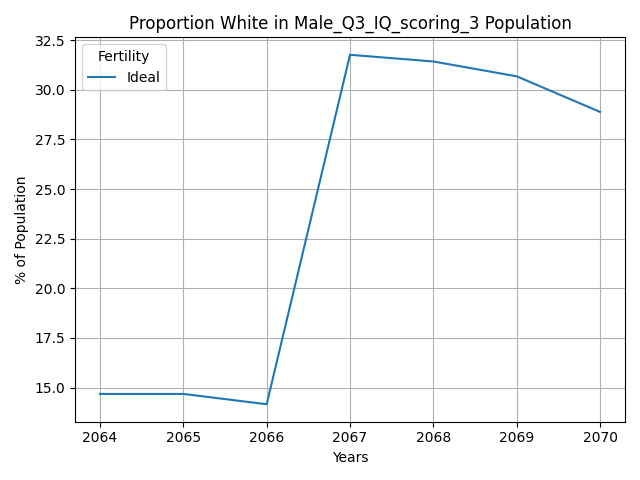 Proportion White in Male_Q3_IQ_scoring_3 Population
32.5
30.0
27.5
25.0
22.5
20.0
17.5
15.0
% of Population
Fertility
Ideal
2064 2065 2066 2067 2068 2069 2070
Years